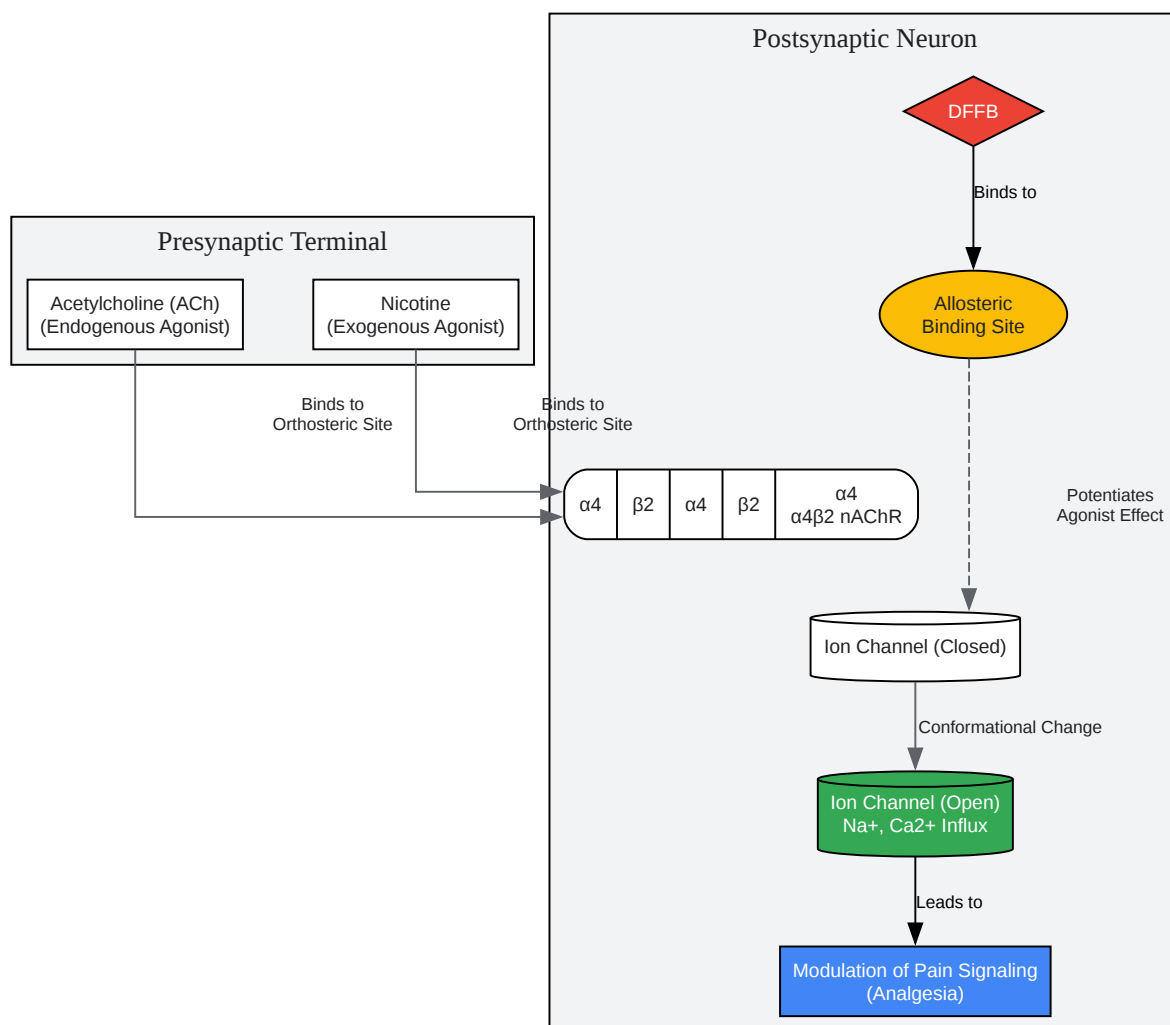 Postsynaptic Neuron
DFFB
Binds to
Presynaptic Terminal
Acetylcholine (ACh)
(Endogenous Agonist)
Nicotine
(Exogenous Agonist)
Allosteric
Binding Site
Binds to
Orthosteric Site
Binds to
Orthosteric Site
α4
β2
α4
β2
α4
α4β2 nAChR
Potentiates
Agonist Effect
Ion Channel (Closed)
Conformational Change
Ion Channel (Open)
Na+, Ca2+ Influx
Leads to
Modulation of Pain Signaling
(Analgesia)